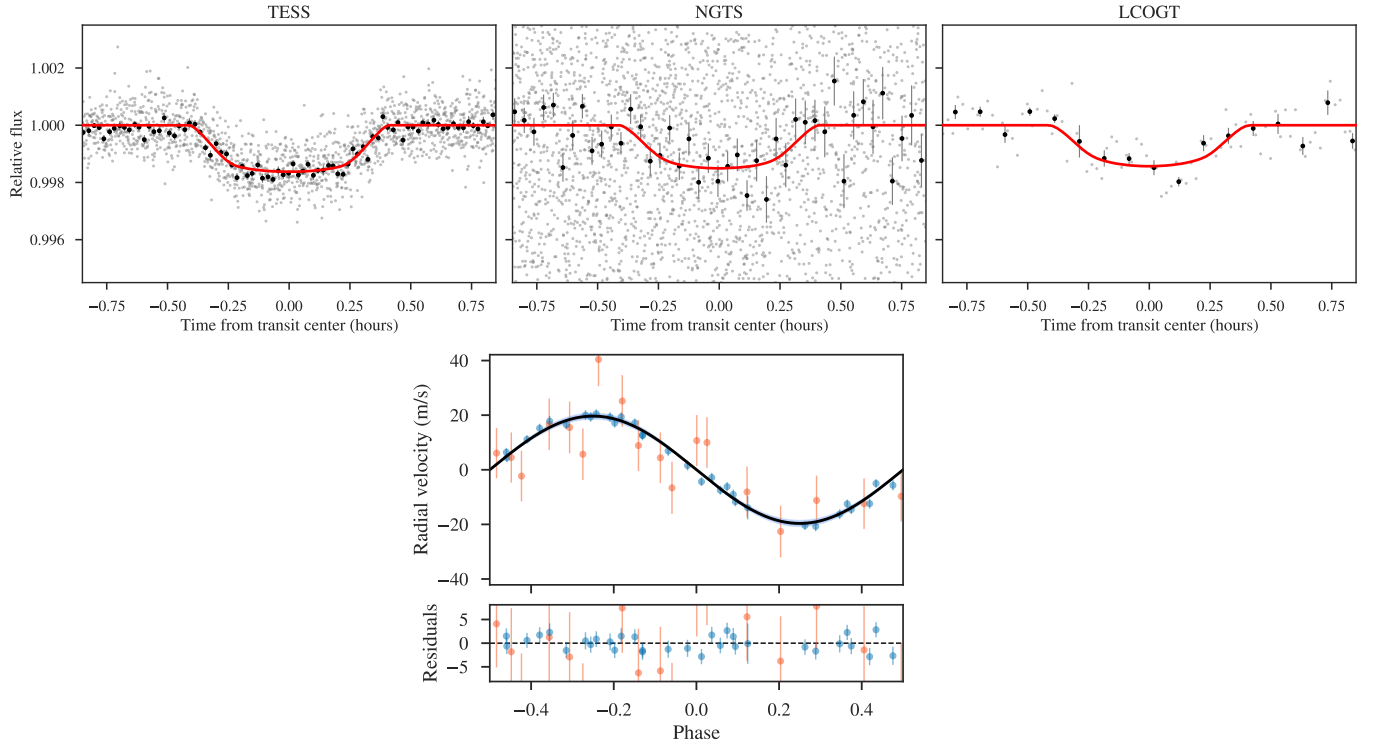 TESS
NGTS
LCOGT
Relative flux
1.002
1.000
0.998
0.996
−0.75 −0.50 −0.25 0.00 0.25 0.50 0.75
−0.75 −0.50 −0.25 0.00 0.25 0.50 0.75
−0.75 −0.50 −0.25 0.00 0.25 0.50 0.75
Time from transit center (hours)
Time from transit center (hours)
Time from transit center (hours)
Radial velocity (m/s)
40
20
0
−20
−40
Residuals
5
0
−5
−0.4 −0.2 0.0 0.2 0.4
Phase